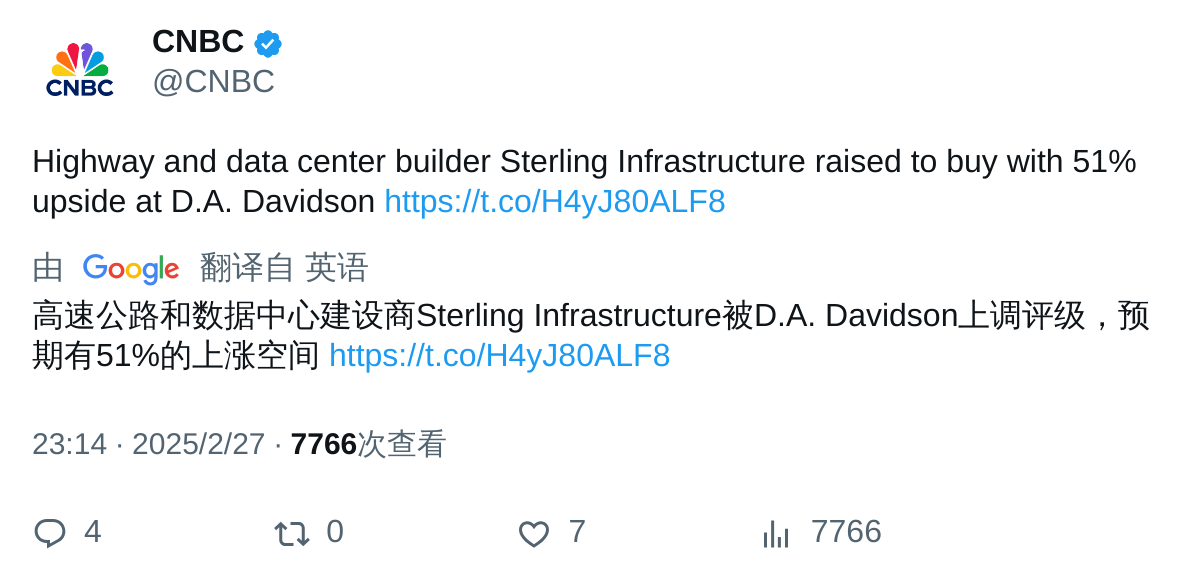 CNBC
CNBC
@CNBC
Highway and data center builder Sterling Infrastructure raised to buy with 51%
upside at D.A. Davidson https://t.co/H4yJ80ALF8
由 Google 翻译自 英语
高速公路和数据中心建设商Sterling Infrastructure被D.A. Davidson上调评级，预
期有51%的上涨空间 https://t.co/H4yJ80ALF8
23:14 · 2025/2/27 · 7766次查看
4 0 7 7766